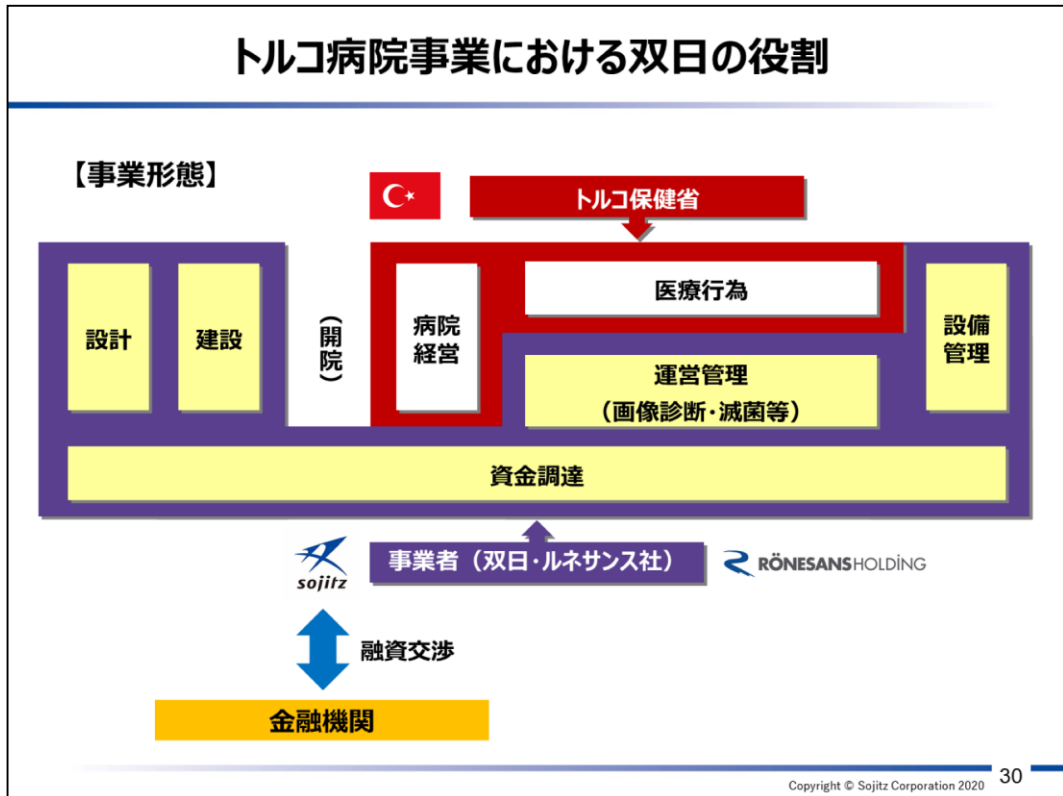 トルコ病院事業における双日の役割
【事業形態】
トルコ保健省
設計
建設
（開院）
病院
経営
医療行為
運営管理
（画像診断・滅菌等）
設備
管理
資金調達
sojitz
事業者（双日・ルネサンス社）
RÖNESANS HOLDİNG
融資交渉
金融機関
Copyright © Sojitz Corporation 2020
30